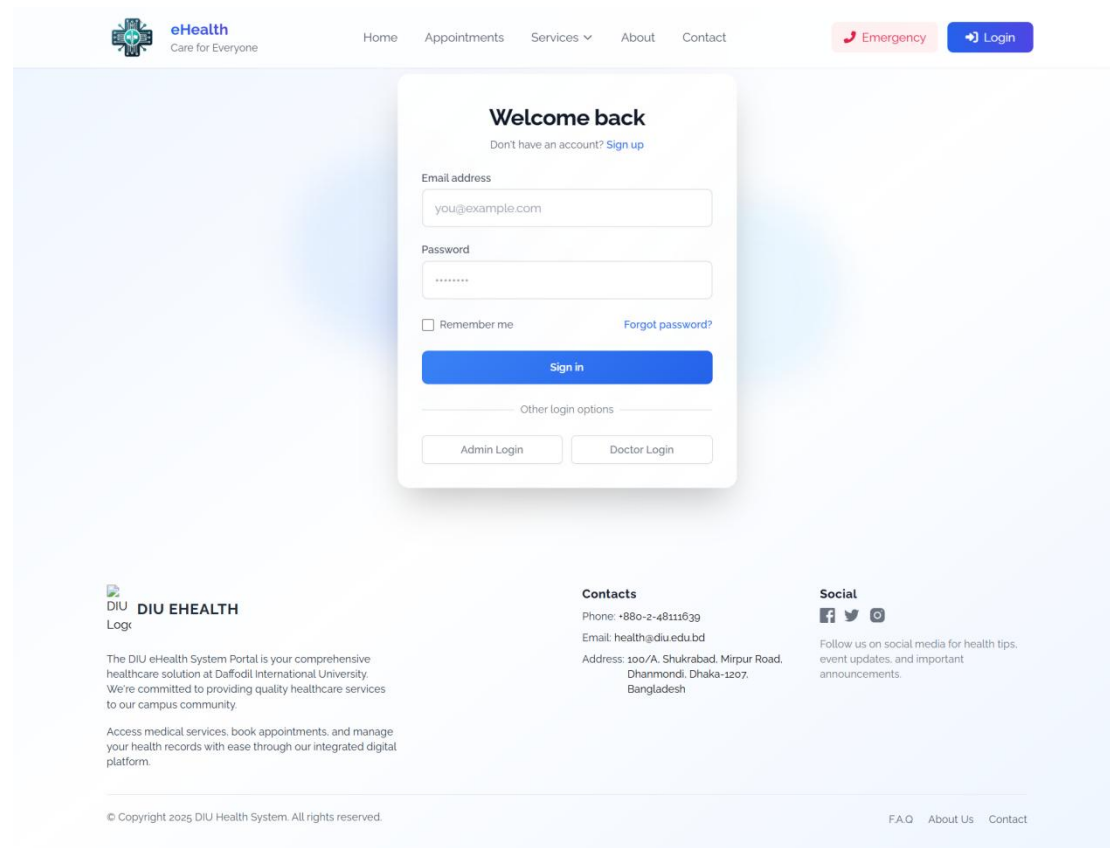 eHealth
Care for Everyone
Home
Appointments
Services
About
Contact
Emergency
Login
Welcome back
Don't have an account? Sign up
Email address
you@example.com
Password
Remember me
Forgot password?
Sign in
Other login options
Admin Login
Doctor Login
DIU
Logo
DIU EHEALTH
The DIU eHealth System Portal is your comprehensive
healthcare solution at Daffodil International University.
We're committed to providing quality healthcare services
to our campus community.
Access medical services, book appointments, and manage
your health records with ease through our integrated digital
platform.
Contacts
Phone: +880-2-48111639
Email: health@diu.edu.bd
Address: 100/A, Shukrabad, Mirpur Road,
Dhanmondi, Dhaka-1207,
Bangladesh
Social
Follow us on social media for health tips,
event updates, and important
announcements.
© Copyright 2025 DIU Health System. All rights reserved.
F.A.Q
About Us
Contact